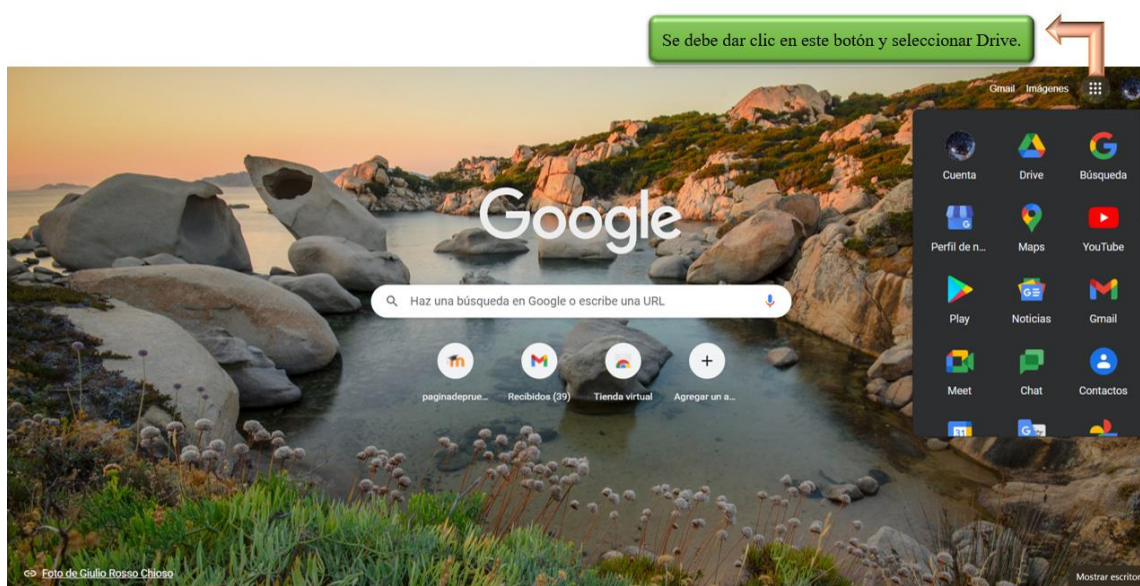 Se debe dar clic en este botón y seleccionar Drive.
Gmail Imágenes
Cuenta Drive Búsqueda
Perfil de n... Maps YouTube
Google
Haz una búsqueda en Google o escribe una URL
Play Noticias Gmail
paginadeprue... Recibidos (39) Tienda virtual Agregar un a...
Meet Chat Contactos
31
Foto de Giulio Rosso Chioso
Mostrar escritor